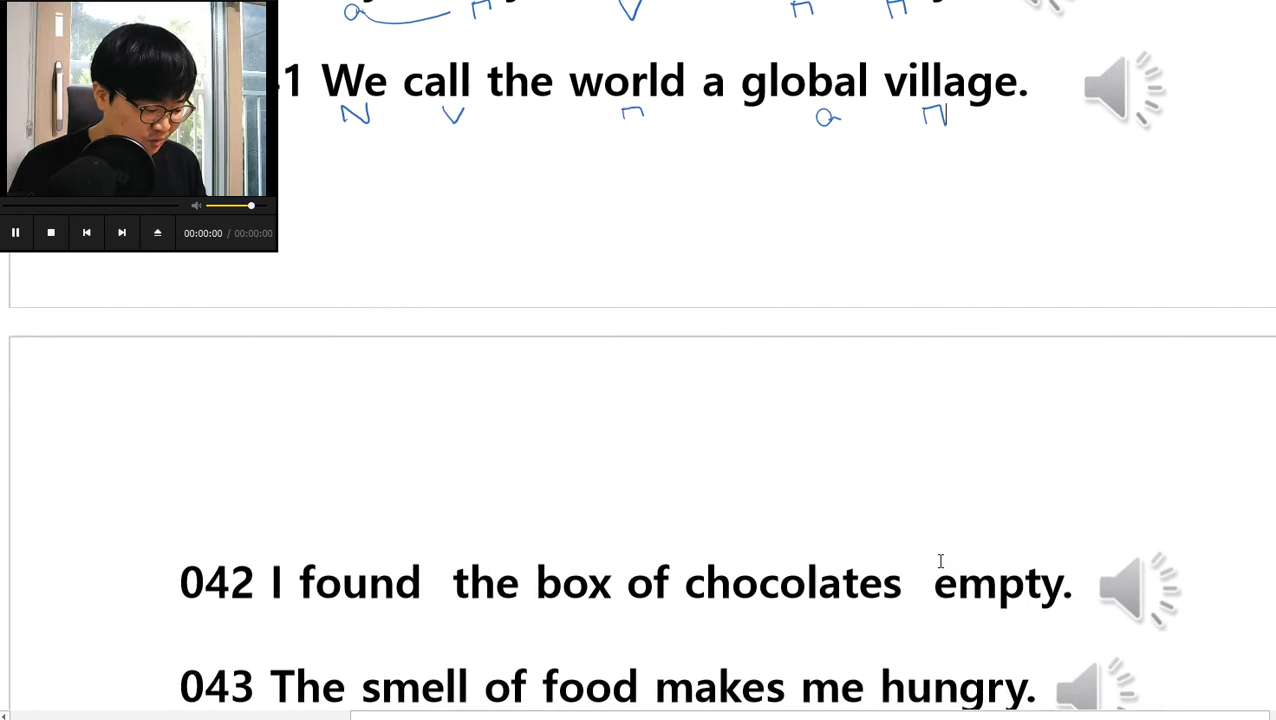 a n V n n
1 We call the world a global village.
N v n a n
00:00:00 / 00:00:00
042 I found the box of chocolates empty.
043 The smell of food makes me hungry.